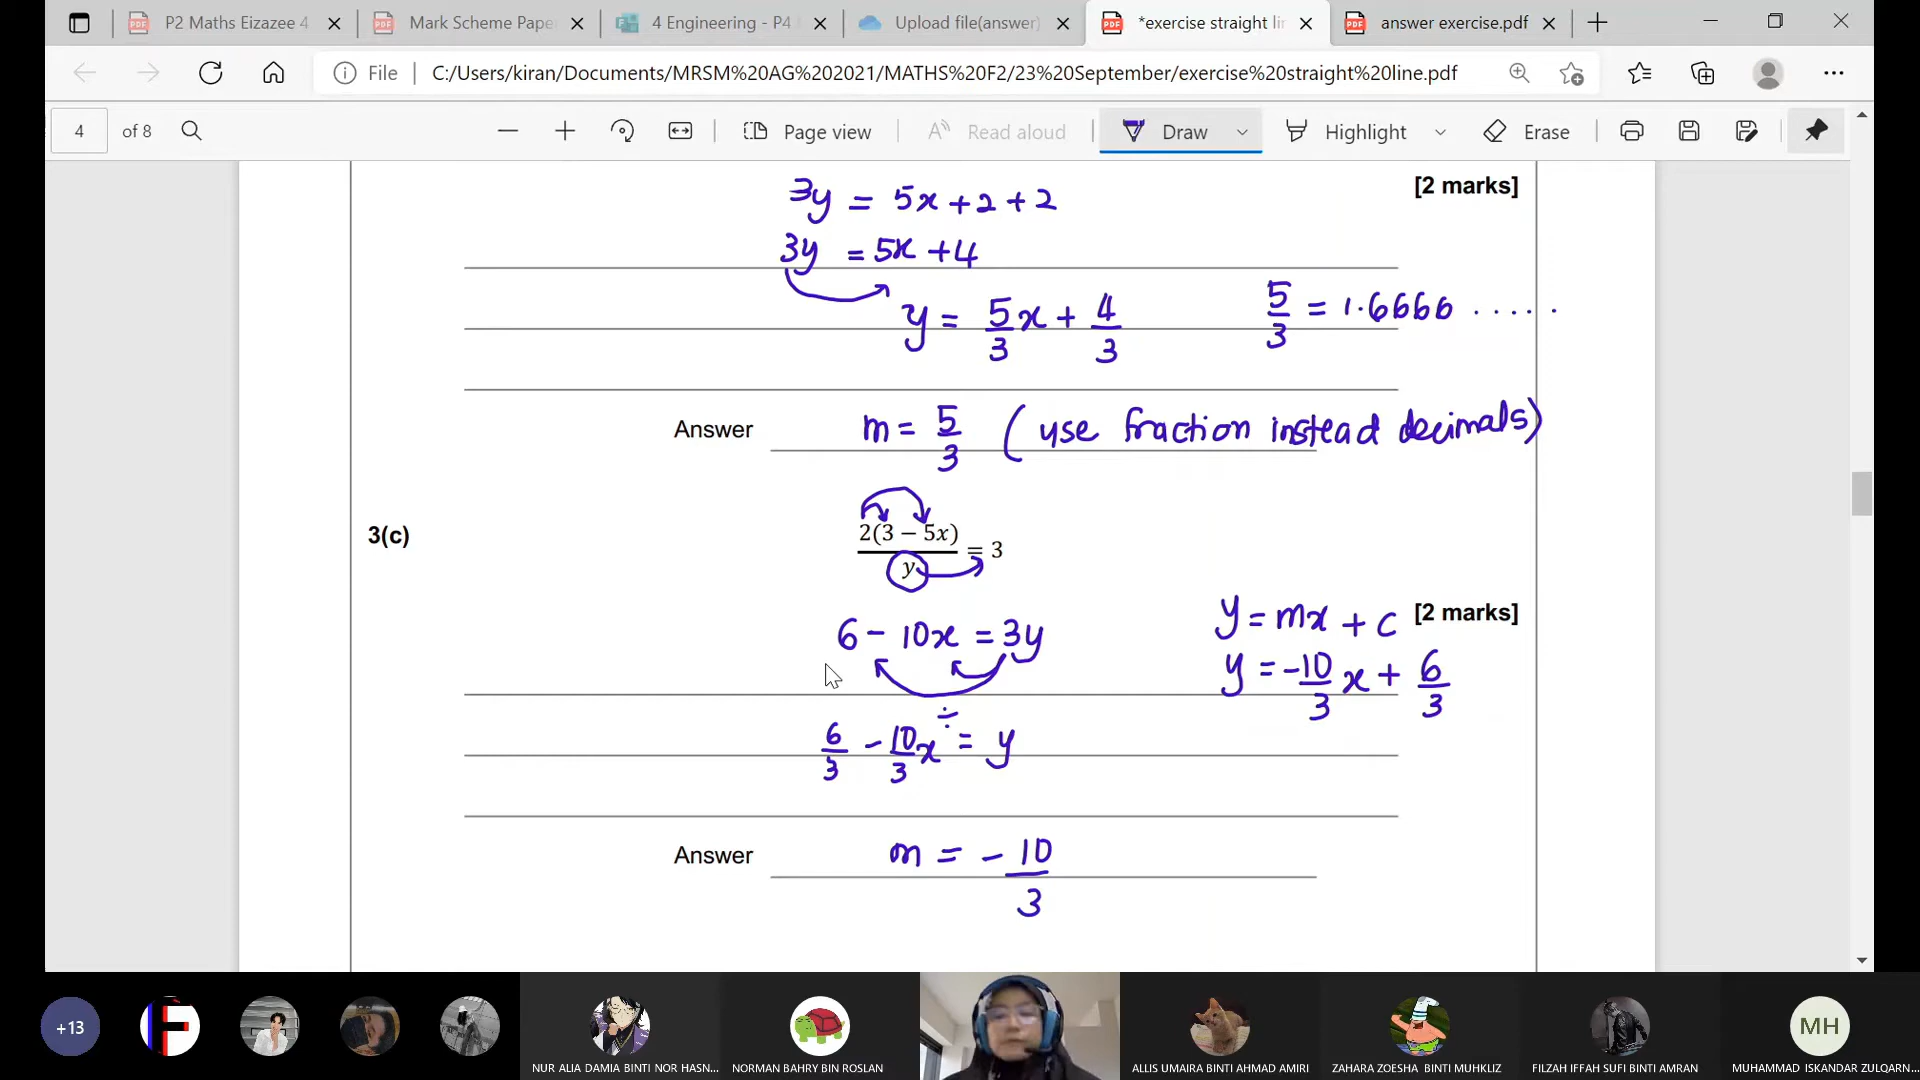 P2 Maths Eizazee 4
Mark Scheme Pape
4 Engineering - P4
Upload file(answer)
*exercise straight li
answer exercise.pdf
File
C:/Users/kiran/Documents/MRSM%20AG%202021/MATHS%20F2/23%20September/exercise%20straight%20line.pdf
4 of 8
Page view
Read aloud
Draw
Highlight
Erase
3y = 5x + 2 + 2
[2 marks]
3y = 5x + 4
y = 5/3 x + 4/3
5/3 = 1.6666 .....
Answer m = 5/3 (use fraction instead decimals)
3(c)
2(3 − 5x)/y = 3
6 − 10x = 3y
y = mx + c
[2 marks]
y = -10/3 x + 6/3
÷
6/3 − 10/3 x = y
Answer m = - 10/3
+13
F
NUR ALIA DAMIA BINTI NOR HASN...
NORMAN BAHRY BIN ROSLAN
ALLIS UMAIRA BINTI AHMAD AMIRI
ZAHARA ZOESHA BINTI MUHKLIZ
FILZAH IFFAH SUFI BINTI AMRAN
MH
MUHAMMAD ISKANDAR ZULQARN...